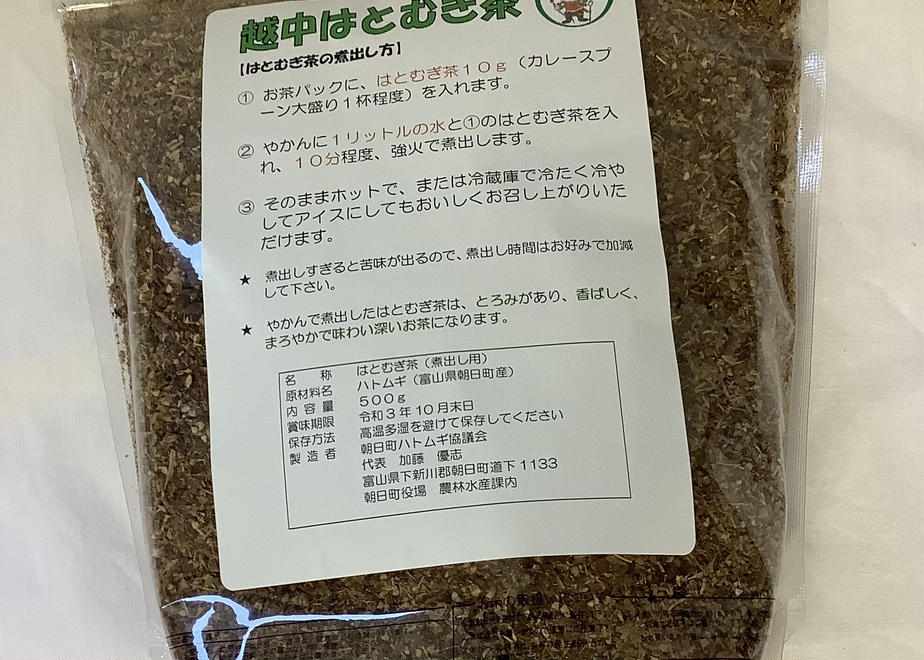 越中はとむぎ茶
【はとむぎ茶の煮出し方】
① お茶パックに、はとむぎ茶１０ｇ（カレースプ
ーン大盛り１杯程度）を入れます。
② やかんに１リットルの水と①のはとむぎ茶を入
れ、１０分程度、強火で煮出します。
③ そのままホットで、または冷蔵庫で冷たく冷や
してアイスにしてもおいしくお召し上がりいた
だけます。
★ 煮出しすぎると苦味が出るので、煮出し時間はお好みで加減
して下さい。
★ やかんで煮出したはとむぎ茶は、とろみがあり、香ばしく、
まろやかで味わい深いお茶になります。
名称 はとむぎ茶（煮出し用）
原材料名 ハトムギ（富山県朝日町産）
内容量 ５００ｇ
賞味期限 令和３年１０月末日
保存方法 高温多湿を避けて保存してください
製造者 朝日町ハトムギ協議会
代表 加藤 優志
富山県下新川郡朝日町道下１１３３
朝日町役場 農林水産課内